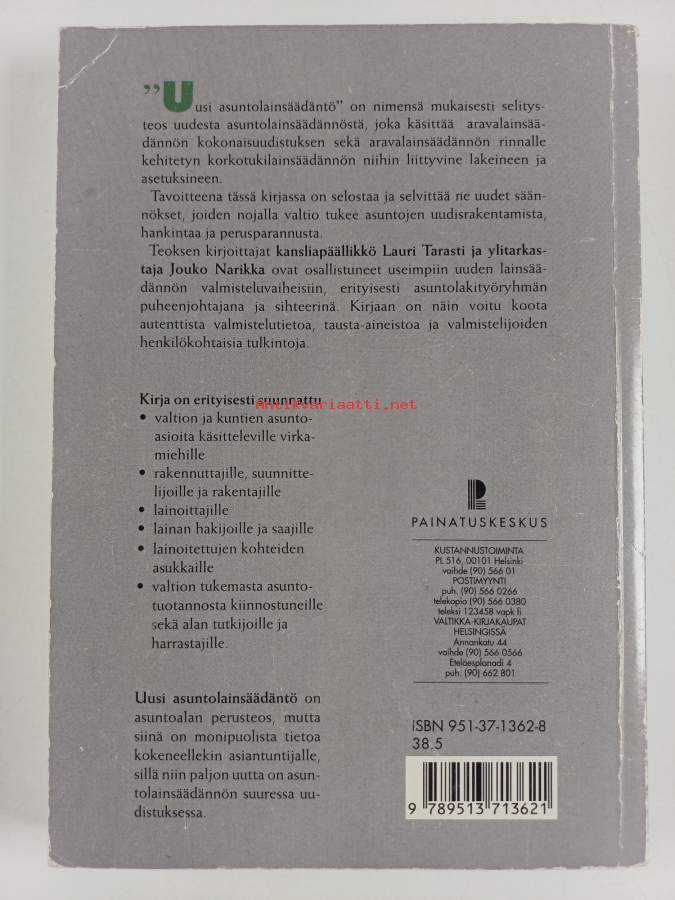 ”Uusi asuntolainsäädäntö” on nimensä mukaisesti selitys-
teos uudesta asuntolainsäädännöstä, joka käsittää aravalainsää-
dännön kokonaisuudistuksen sekä aravalainsäädännön rinnalle
kehitetyn korkotukilainsäädännön niihin liittyvine lakeineen ja
asetuksineen.
Tavoitteena tässä kirjassa on selostaa ja selvittää ne uudet sään-
nökset, joiden nojalla valtio tukee asuntojen uudisrakentamista,
hankintaa ja perusparannusta.
Teoksen kirjoittajat kansliapäällikkö Lauri Tarasti ja ylitarkas-
taja Jouko Narikka ovat osallistuneet useimpiin uuden lainsää-
dännön valmisteluvaiheisiin, erityisesti asuntolakityöryhmän
puheenjohtajana ja sihteerinä. Kirjaan on näin voitu koota
autenttista valmistelutietoa, tausta-aineistoa ja valmistelijoiden
henkilökohtaisia tulkintoja.
Kirja on erityisesti suunnattu
Antikvariaatti.net
• valtion ja kuntien asunto-
asioita käsitteleville virka-
miehille
• rakennuttajille, suunnitte-
lijoille ja rakentajille
• lainoittajille
• lainan hakijoille ja saajille
• lainoitettujen kohteiden
asukkaille
• valtion tukemasta asunto-
tuotannosta kiinnostuneille
sekä alan tutkijoille ja
harrastajille.
Uusi asuntolainsäädäntö on
asuntoalan perusteos, mutta
siinä on monipuolista tietoa
kokeneellekin asiantuntijalle,
sillä niin paljon uutta on asun-
tolainsäädännön suuressa uu-
distuksessa.
PAINATUSKESKUS
KUSTANNUSTOIMINTA
PL 516, 00101 Helsinki
vaihde (90) 566 01
POSTIMYYNTI
puh. (90) 566 0266
telekopio (90) 566 0380
teleksi 123458 vapk fi
VALTIKKA-KIRJAKAUPAT
HELSINGISSÄ
Annankatu 44
vaihde (90) 566 0566
Eteläesplanadi 4
puh. (90) 662 801
ISBN 951-37-1362-8
38.5
9 789513 713621